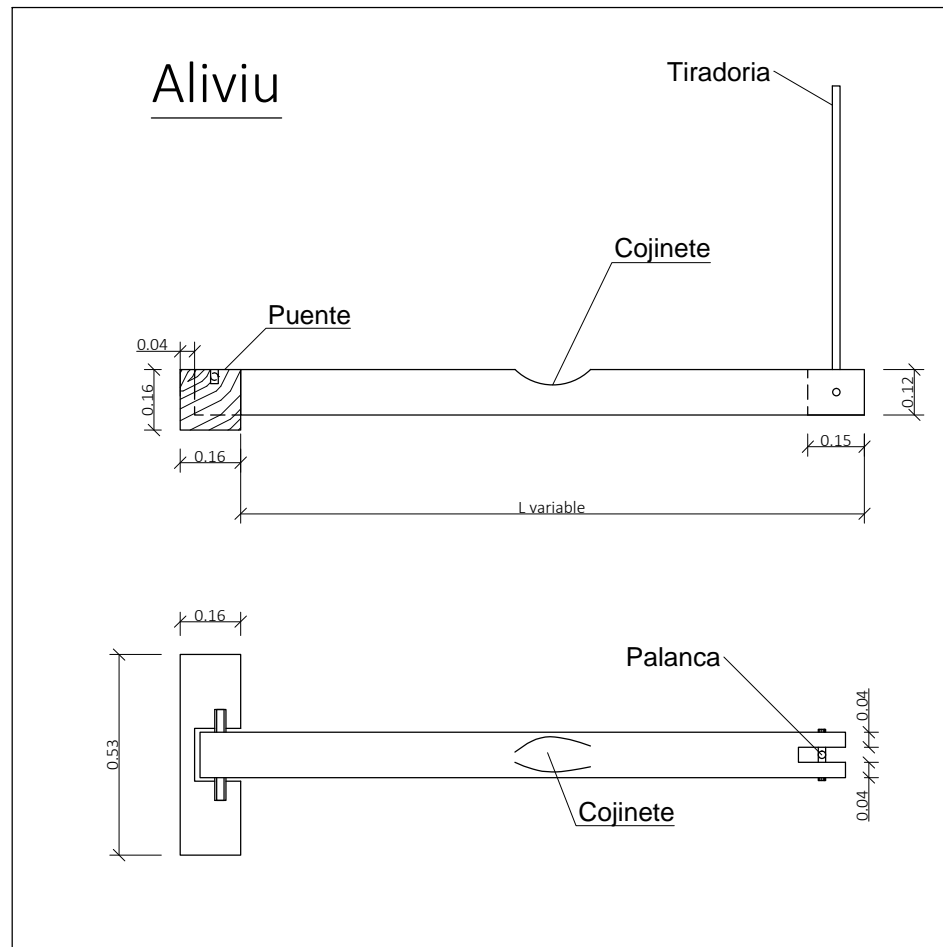 Aliviu
Tiradoria
Cojinete
Puente
0.04
0.16
0.12
0.16
0.15
L variable
0.16
Palanca
0.04
0.53
0.04
Cojinete